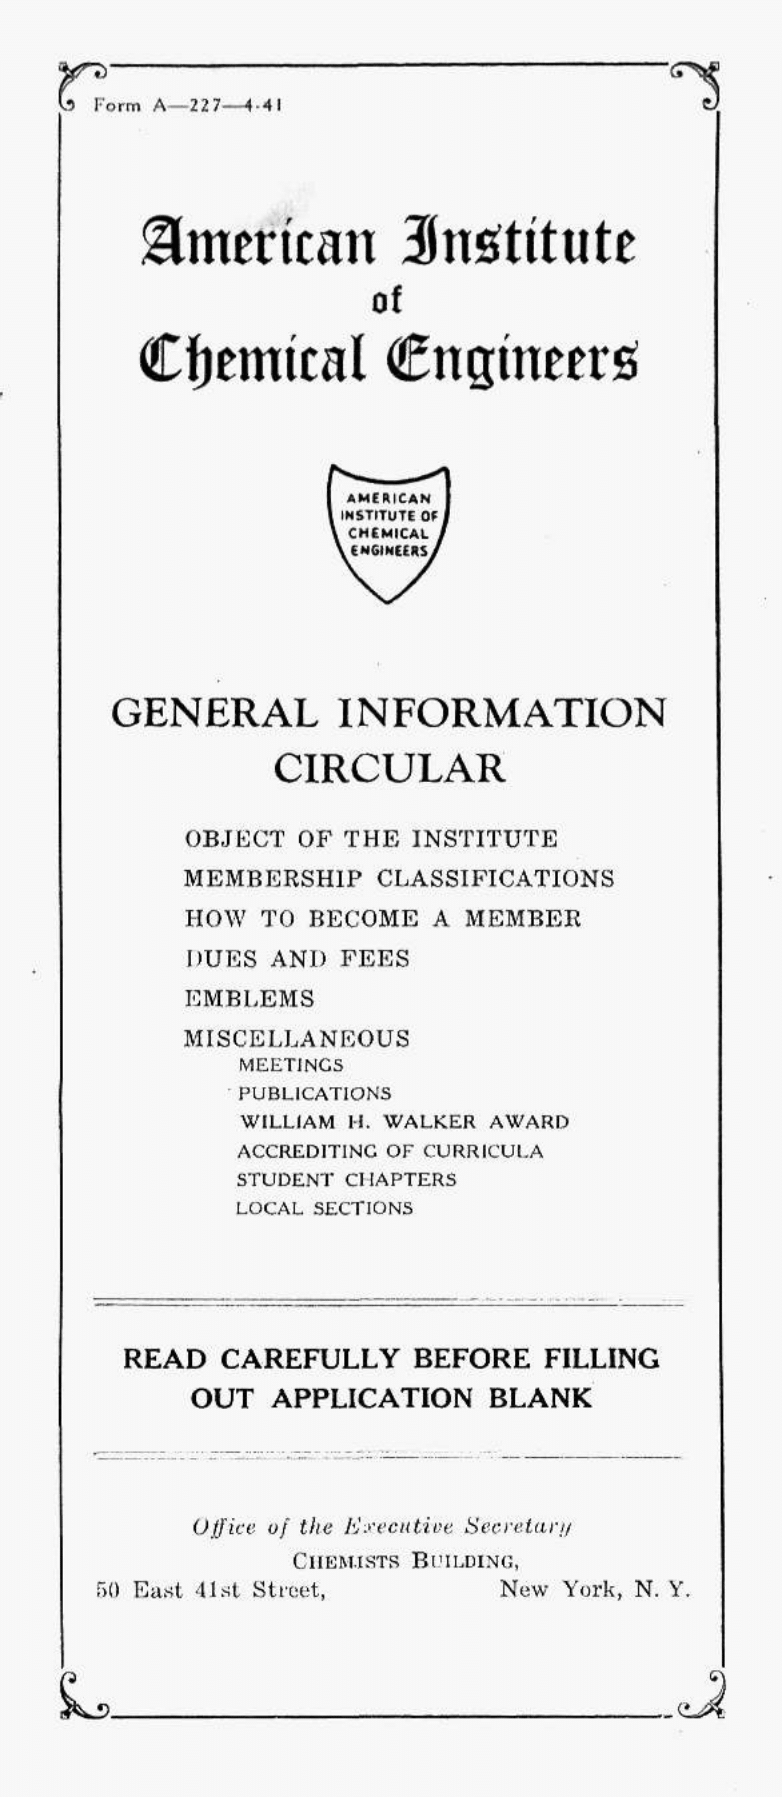 Form A—227—4-41
American Institute
of
Chemical Engineers
AMERICAN
INSTITUTE OF
CHEMICAL
ENGINEERS
GENERAL INFORMATION
CIRCULAR
OBJECT OF THE INSTITUTE
MEMBERSHIP CLASSIFICATIONS
HOW TO BECOME A MEMBER
DUES AND FEES
EMBLEMS
MISCELLANEOUS
MEETINGS
PUBLICATIONS
WILLIAM H. WALKER AWARD
ACCREDITING OF CURRICULA
STUDENT CHAPTERS
LOCAL SECTIONS
READ CAREFULLY BEFORE FILLING
OUT APPLICATION BLANK
Office of the Executive Secretary
CHEMISTS BUILDING,
50 East 41st Street, New York, N. Y.